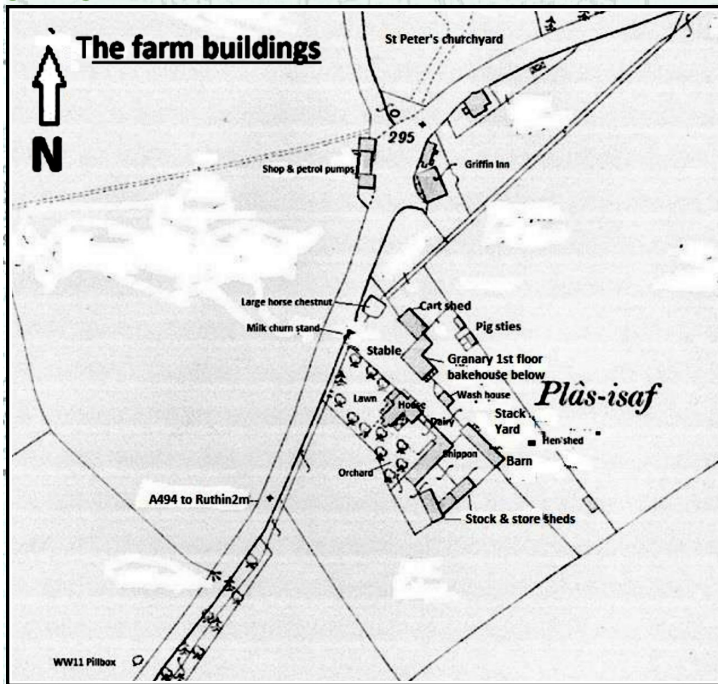 The farm buildings
N
St Peter's churchyard
295
Shop & petrol pumps
Griffin Inn
Large horse chestnut
Cart shed
Milk churn stand
Pig sties
Stable
Granary 1st floor
bakehouse below
Plâs-isaf
Lawn
House
Wash house
Dairy
Stack
Yard
Hen shed
Shippon
Barn
Orchard
A494 to Ruthin2m
Stock & store sheds
WW11 Pillbox